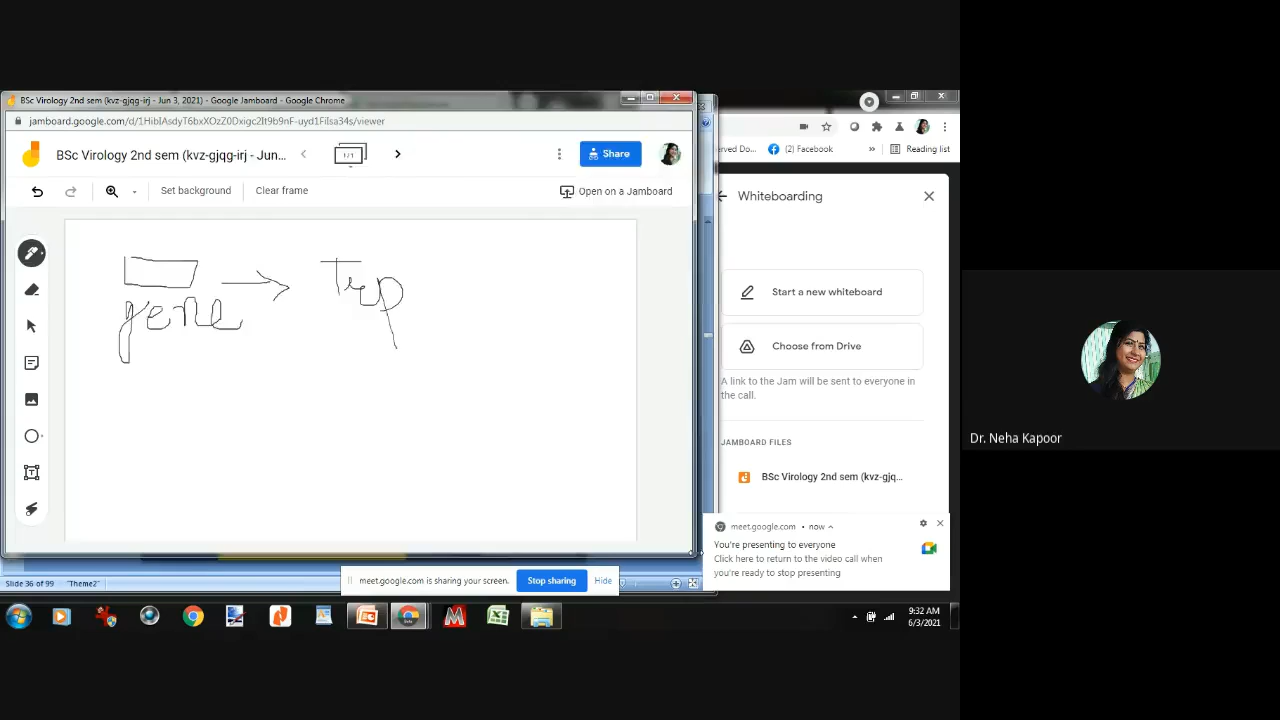 BSc Virology 2nd sem (kvz-gjqg-irj - Jun 3, 2021) - Google Jamboard - Google Chrome
jamboard.google.com/d/1HibIAsdyT6bxXOzZ0Dxigc2lt9b9nF-uyd1Filsa34s/viewer
BSc Virology 2nd sem (kvz-gjqg-irj - Jun...
1/1
Share
Set background
Clear frame
Open on a Jamboard
gene
Trp
erved Do...
(2) Facebook
»
Reading list
Whiteboarding
Start a new whiteboard
Choose from Drive
A link to the Jam will be sent to everyone in
the call.
JAMBOARD FILES
BSc Virology 2nd sem (kvz-gjq...
meet.google.com • now
You're presenting to everyone
Click here to return to the video call when
you're ready to stop presenting
Dr. Neha Kapoor
meet.google.com is sharing your screen.
Stop sharing
Hide
Slide 36 of 99
"Theme2"
9:32 AM
6/3/2021